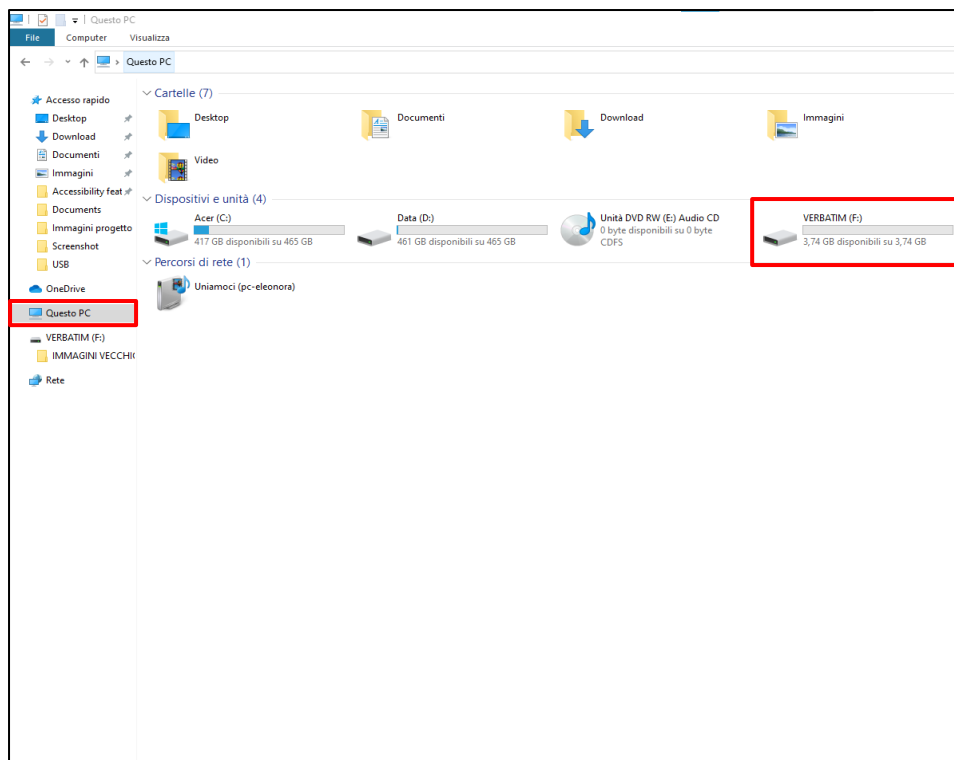 Questo PC
File Computer Visualizza
Questo PC
Accesso rapido
Desktop
Download
Documenti
Immagini
Accessibility feat
Documents
Immagini progetto
Screenshot
USB
OneDrive
Questo PC
VERBATIM (F:)
IMMAGINI VECCHI
Rete
Cartelle (7)
Desktop
Documenti
Download
Immagini
Video
Dispositivi e unità (4)
Acer (C:)
417 GB disponibili su 465 GB
Data (D:)
461 GB disponibili su 465 GB
Unità DVD RW (E:) Audio CD
0 byte disponibili su 0 byte
CDFS
VERBATIM (F:)
3,74 GB disponibili su 3,74 GB
Percorsi di rete (1)
Uniamoci (pc-eleonora)